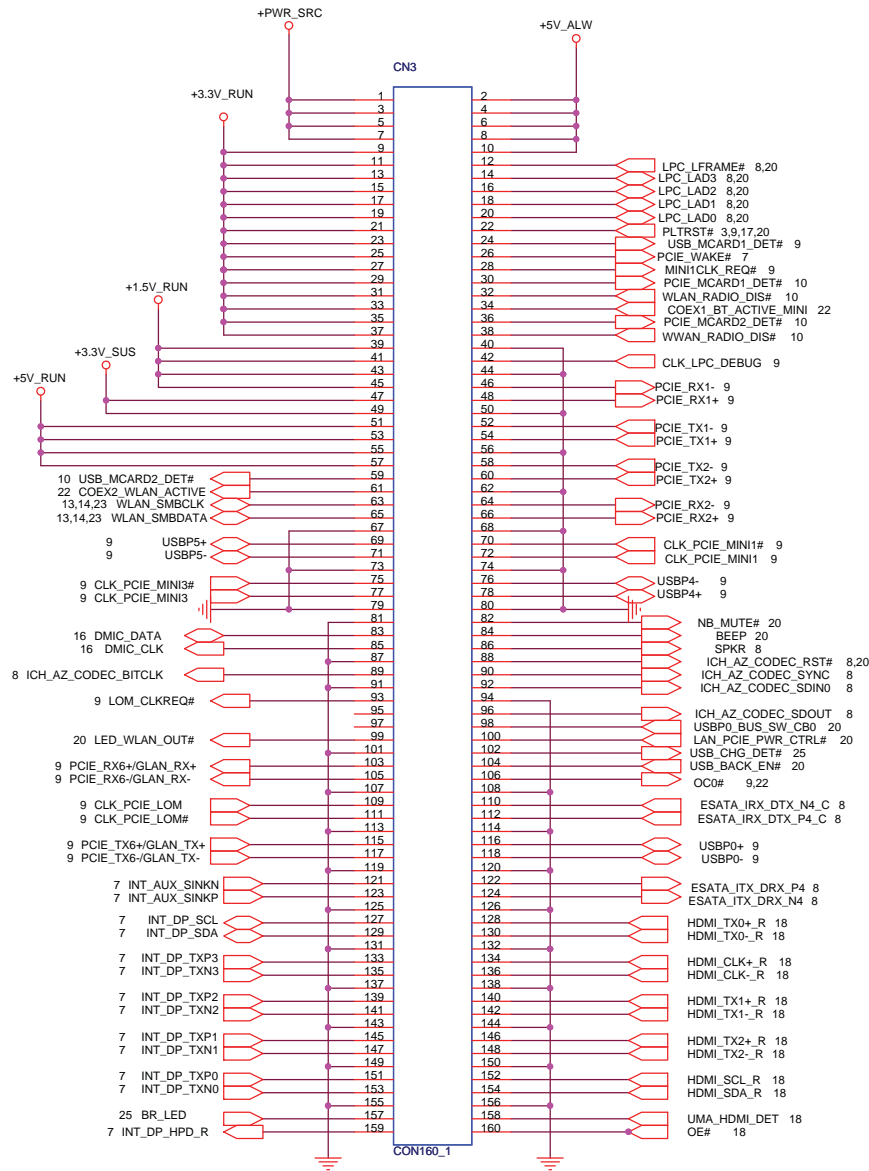 +PWR_SRC
+5V_ALW
CN3
+3.3V_RUN
1 2
3 4
5 6
7 8
9 10
11 12 LPC_LFRAME# 8,20
13 14 LPC_LAD3 8,20
15 16 LPC_LAD2 8,20
17 18 LPC_LAD1 8,20
19 20 LPC_LAD0 8,20
21 22 PLTRST# 3,9,17,20
23 24 USB_MCARD1_DET# 9
25 26 PCIE_WAKE# 7
27 28 MINI1CLK_REQ# 9
29 30 PCIE_MCARD1_DET# 10
+1.5V_RUN
31 32 WLAN_RADIO_DIS# 10
33 34 COEX1_BT_ACTIVE_MINI 22
35 36 PCIE_MCARD2_DET# 10
37 38 WWAN_RADIO_DIS# 10
+3.3V_SUS
39 40
41 42 CLK_LPC_DEBUG 9
+5V_RUN
43 44
45 46 PCIE_RX1- 9
47 48 PCIE_RX1+ 9
49 50
51 52 PCIE_TX1- 9
53 54 PCIE_TX1+ 9
55 56
57 58 PCIE_TX2- 9
10 USB_MCARD2_DET# 59 60 PCIE_TX2+ 9
22 COEX2_WLAN_ACTIVE 61 62
13,14,23 WLAN_SMBCLK 63 64 PCIE_RX2- 9
13,14,23 WLAN_SMBDATA 65 66 PCIE_RX2+ 9
67 68
9 USBP5+ 69 70 CLK_PCIE_MINI1# 9
9 USBP5- 71 72 CLK_PCIE_MINI1 9
73 74
9 CLK_PCIE_MINI3# 75 76 USBP4- 9
9 CLK_PCIE_MINI3 77 78 USBP4+ 9
79 80
81 82 NB_MUTE# 20
16 DMIC_DATA 83 84 BEEP 20
16 DMIC_CLK 85 86 SPKR 8
87 88 ICH_AZ_CODEC_RST# 8,20
8 ICH_AZ_CODEC_BITCLK 89 90 ICH_AZ_CODEC_SYNC 8
91 92 ICH_AZ_CODEC_SDIN0 8
9 LOM_CLKREQ# 93 94
95 96 ICH_AZ_CODEC_SDOUT 8
97 98 USBP0_BUS_SW_CB0 20
20 LED_WLAN_OUT# 99 100 LAN_PCIE_PWR_CTRL# 20
101 102 USB_CHG_DET# 25
9 PCIE_RX6+/GLAN_RX+ 103 104 USB_BACK_EN# 20
9 PCIE_RX6-/GLAN_RX- 105 106 OC0# 9,22
107 108
9 CLK_PCIE_LOM 109 110 ESATA_IRX_DTX_N4_C 8
9 CLK_PCIE_LOM# 111 112 ESATA_IRX_DTX_P4_C 8
113 114
9 PCIE_TX6+/GLAN_TX+ 115 116 USBP0+ 9
9 PCIE_TX6-/GLAN_TX- 117 118 USBP0- 9
119 120
7 INT_AUX_SINKN 121 122 ESATA_ITX_DRX_P4 8
7 INT_AUX_SINKP 123 124 ESATA_ITX_DRX_N4 8
125 126
7 INT_DP_SCL 127 128 HDMI_TX0+_R 18
7 INT_DP_SDA 129 130 HDMI_TX0-_R 18
131 132
7 INT_DP_TXP3 133 134 HDMI_CLK+_R 18
7 INT_DP_TXN3 135 136 HDMI_CLK-_R 18
137 138
7 INT_DP_TXP2 139 140 HDMI_TX1+_R 18
7 INT_DP_TXN2 141 142 HDMI_TX1-_R 18
143 144
7 INT_DP_TXP1 145 146 HDMI_TX2+_R 18
7 INT_DP_TXN1 147 148 HDMI_TX2-_R 18
149 150
7 INT_DP_TXP0 151 152 HDMI_SCL_R 18
7 INT_DP_TXN0 153 154 HDMI_SDA_R 18
155 156
25 BR_LED 157 158 UMA_HDMI_DET 18
7 INT_DP_HPD_R 159 160 OE# 18
CON160_1